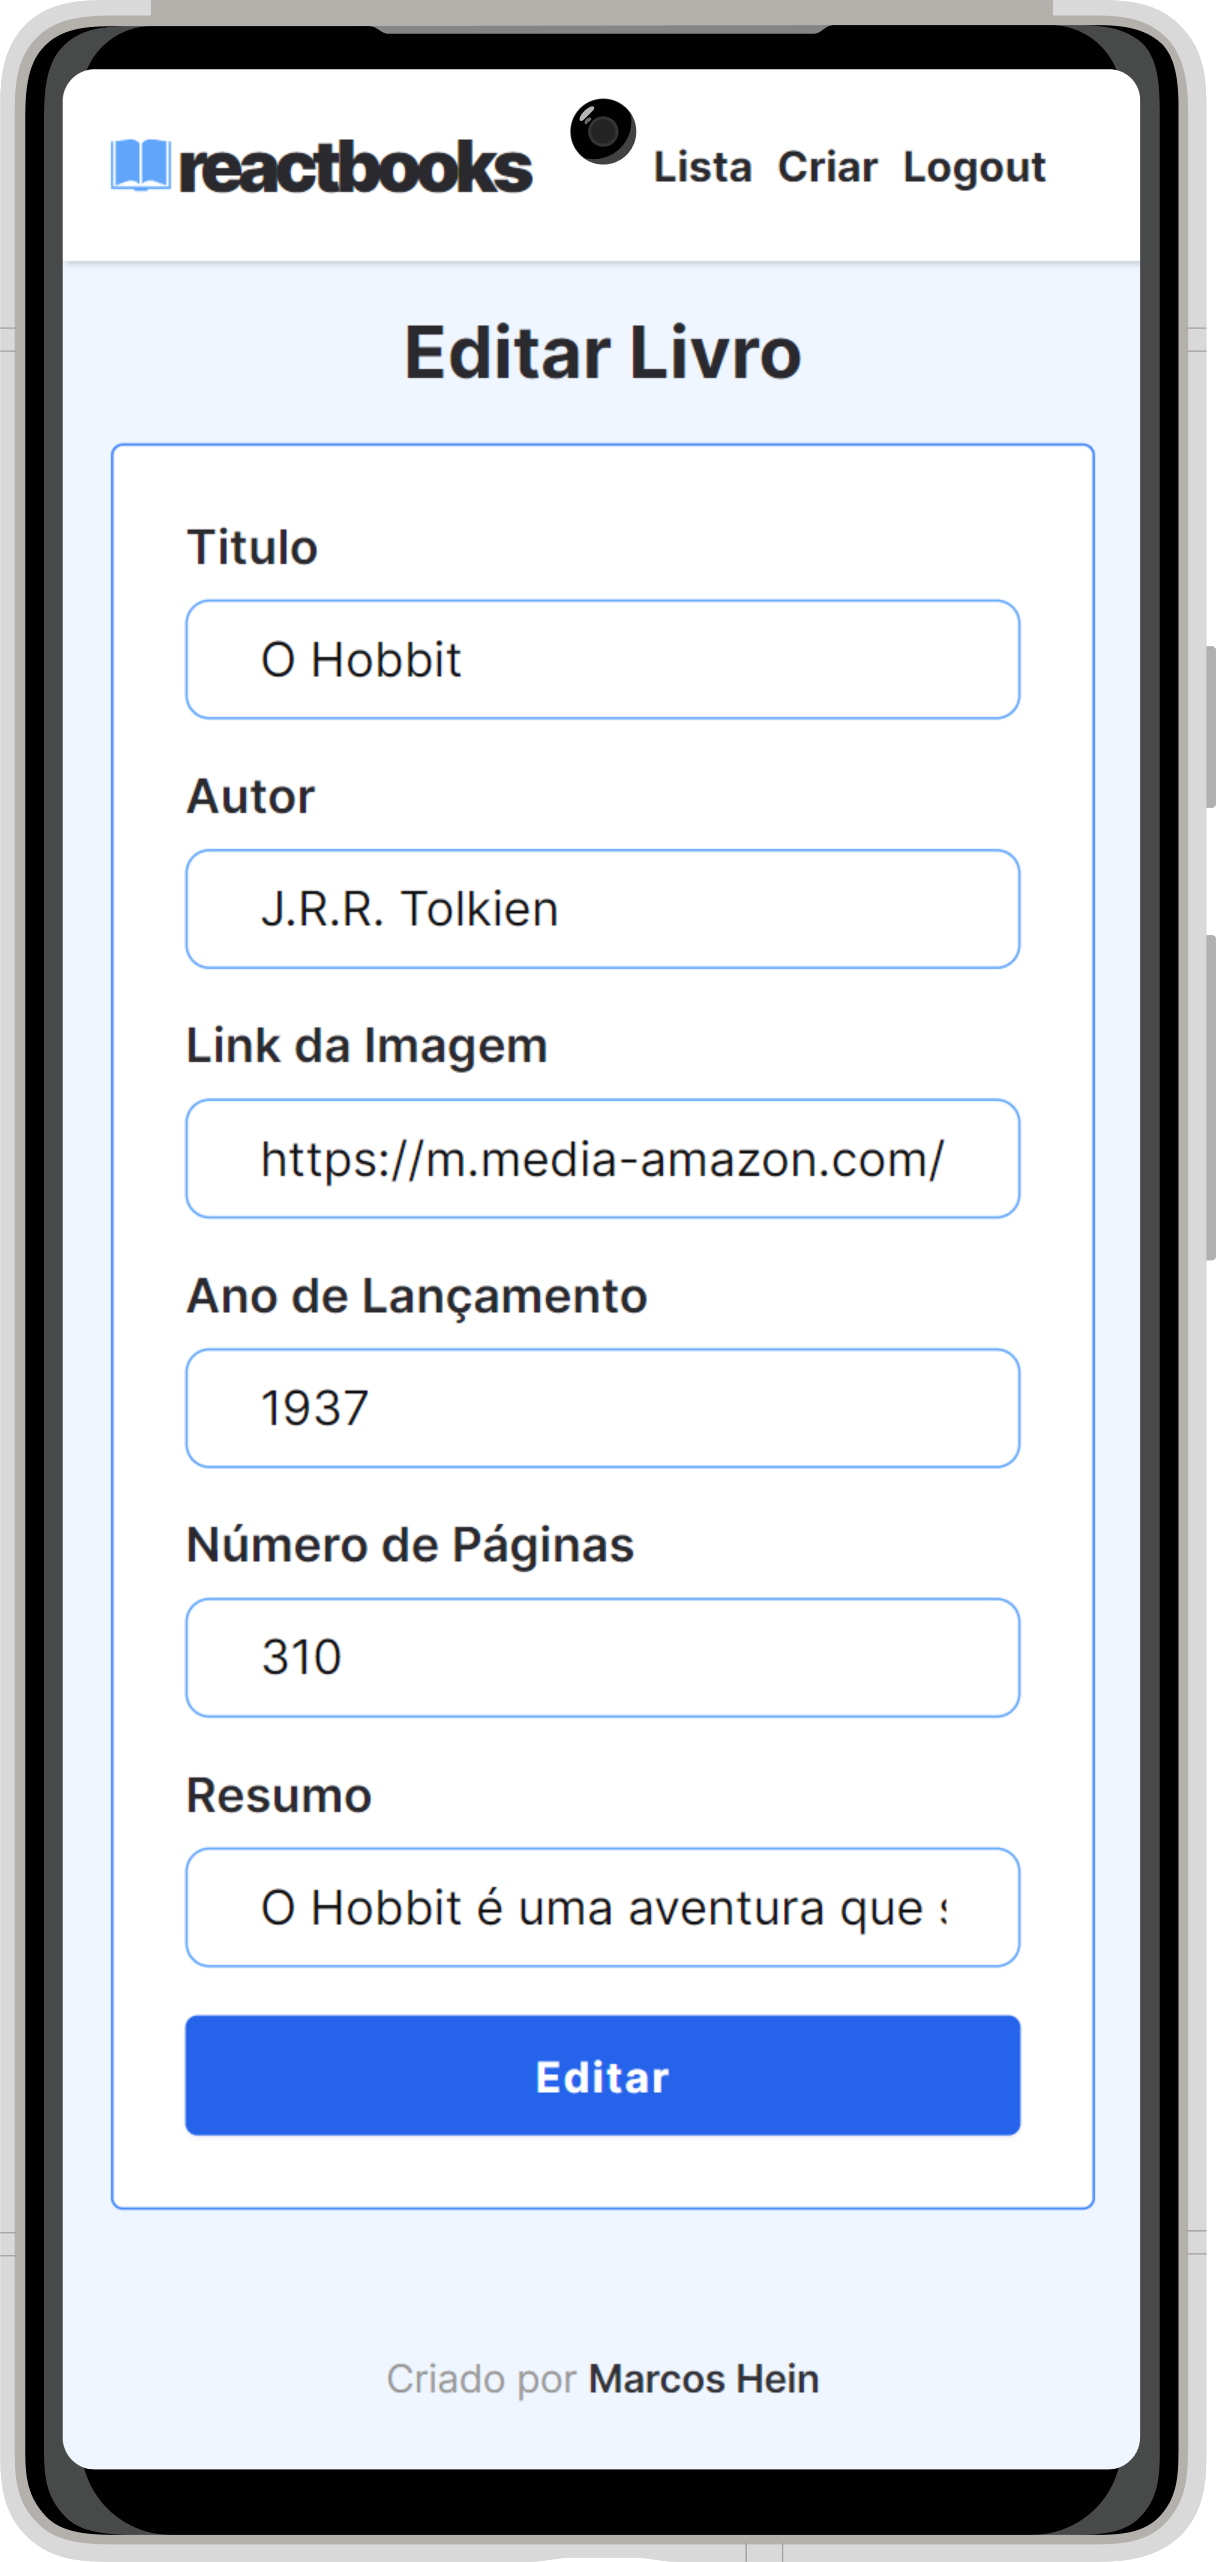 reactbooks
Lista Criar Logout
Editar Livro
Titulo
O Hobbit
Autor
J.R.R. Tolkien
Link da Imagem
https://m.media-amazon.com/
Ano de Lançamento
1937
Número de Páginas
310
Resumo
O Hobbit é uma aventura que
Editar
Criado por Marcos Hein